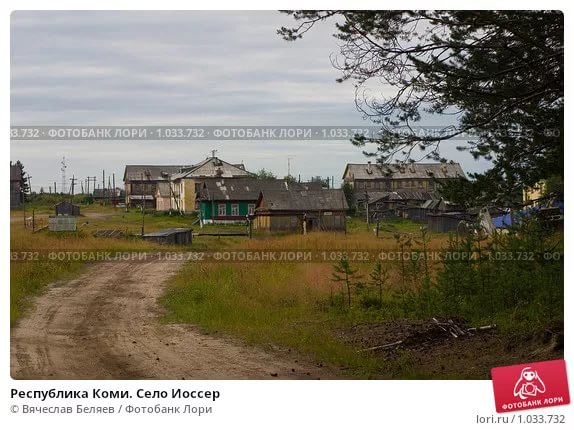 3.732 · ФОТОБАНК ЛОРИ · 1.033.732 · ФОТОБАНК ЛОРИ · 1.033.732 · ФОТОБАНК ЛОРИ · 1.033.732
3.732 · ФОТОБАНК ЛОРИ · 1.033.732 · ФОТОБАНК ЛОРИ · 1.033.732 · ФОТОБАНК ЛОРИ · 1.033.732
ФОТОБАНК ЛОРИ
Республика Коми. Село Иоссер
© Вячеслав Беляев / Фотобанк Лори
lori.ru / 1.033.732